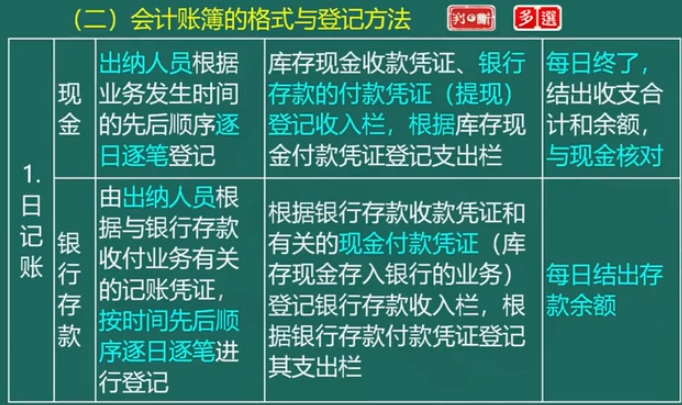 （二）会计账簿的格式与登记方法
判断
多選
1.
日
记
账
现
金
出纳人员根据
业务发生时间
的先后顺序逐
日逐笔登记
库存现金收款凭证、银行
存款的付款凭证（提现）
登记收入栏，根据库存现
金付款凭证登记支出栏
每日终了，
结出收支合
计和余额，
与现金核对
银
行
存
款
由出纳人员根
据与银行存款
收付业务有关
的记账凭证，
按时间先后顺
序逐日逐笔进
行登记
根据银行存款收款凭证和
有关的现金付款凭证（库
存现金存入银行的业务）
登记银行存款收入栏，根
据银行存款付款凭证登记
其支出栏
每日结出存
款余额